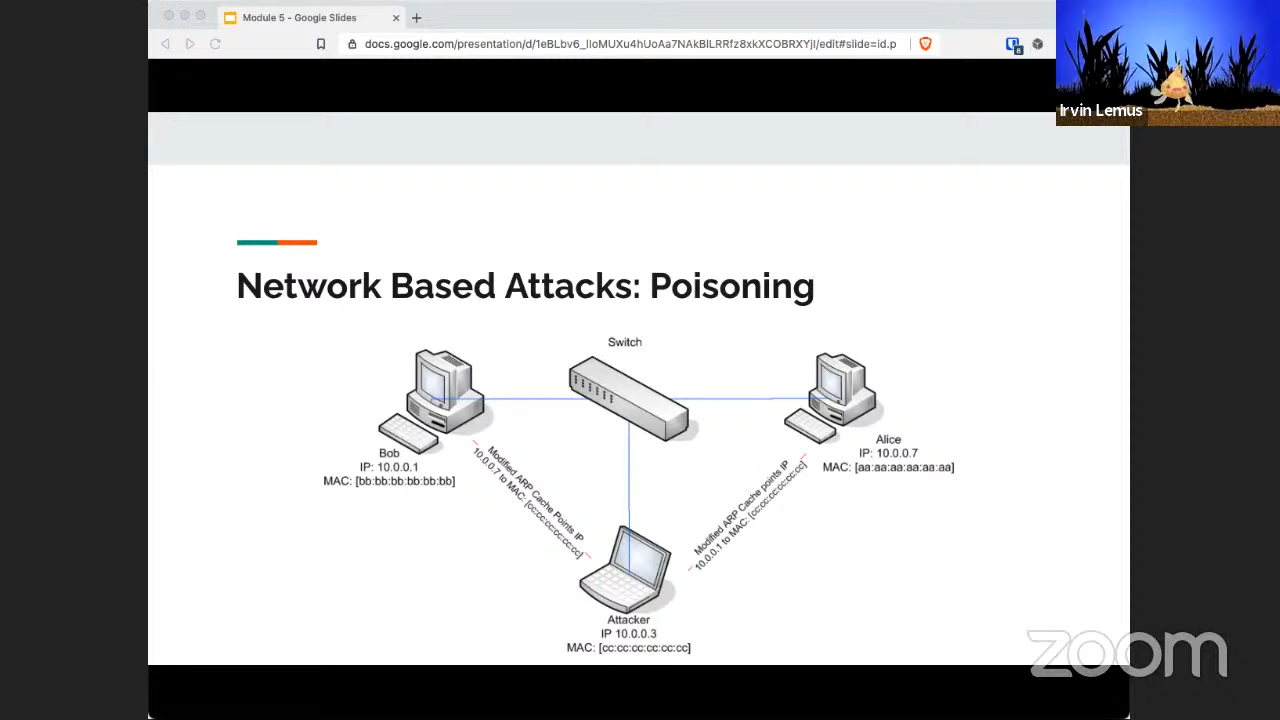 Module 5 - Google Slides
Irvin Lemus
Network Based Attacks: Poisoning
Switch
Bob
IP: 10.0.0.1
MAC: [bb:bb:bb:bb:bb:bb]
Alice
IP: 10.0.0.7
MAC: [aa:aa:aa:aa:aa:aa]
Modified ARP Cache Points IP
10.0.0.7 to MAC: [cc:cc:cc:cc:cc:cc]
Modified ARP Cache points IP
10.0.0.1 to MAC: [cc:cc:cc:cc:cc:cc]
Attacker
IP 10.0.0.3
MAC: [cc:cc:cc:cc:cc:cc]
zoom